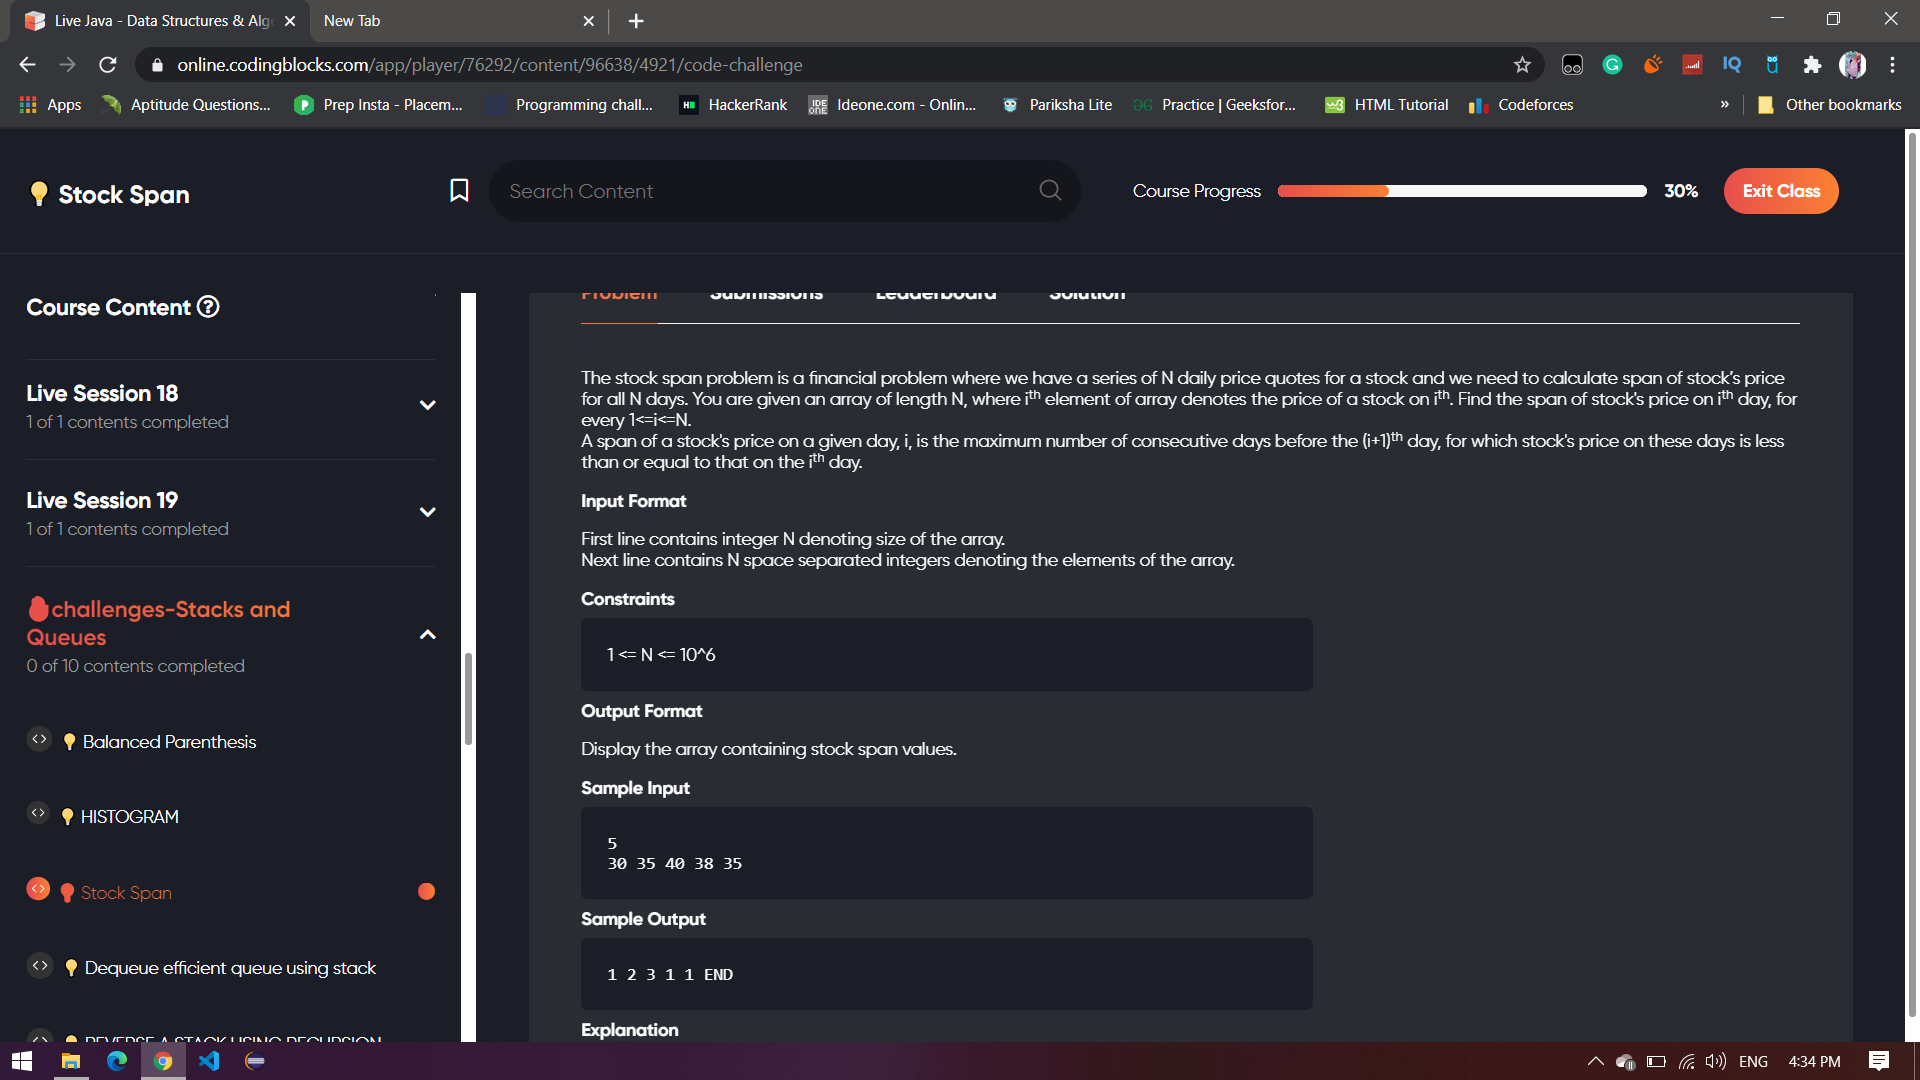 Live Java - Data Structures & Alg
New Tab
online.codingblocks.com/app/player/76292/content/96638/4921/code-challenge
Apps
Aptitude Questions...
Prep Insta - Placem...
Programming chall...
HackerRank
Ideone.com - Onlin...
Pariksha Lite
Practice | Geeksfor...
HTML Tutorial
Codeforces
»
Other bookmarks
Stock Span
Search Content
Course Progress
30%
Exit Class
Course Content
Live Session 18
1 of 1 contents completed
Live Session 19
1 of 1 contents completed
challenges-Stacks and
Queues
0 of 10 contents completed
Balanced Parenthesis
HISTOGRAM
Stock Span
Dequeue efficient queue using stack
REVERSE A STACK USING RECURSION
Problem
Submissions
Leaderboard
Solution
The stock span problem is a financial problem where we have a series of N daily price quotes for a stock and we need to calculate span of stock’s price
for all N days. You are given an array of length N, where ith element of array denotes the price of a stock on ith. Find the span of stock's price on ith day, for
every 1<=i<=N.
A span of a stock's price on a given day, i, is the maximum number of consecutive days before the (i+1)th day, for which stock's price on these days is less
than or equal to that on the ith day.
Input Format
First line contains integer N denoting size of the array.
Next line contains N space separated integers denoting the elements of the array.
Constraints
1 <= N <= 10^6
Output Format
Display the array containing stock span values.
Sample Input
5
30 35 40 38 35
Sample Output
1 2 3 1 1 END
Explanation
ENG
4:34 PM